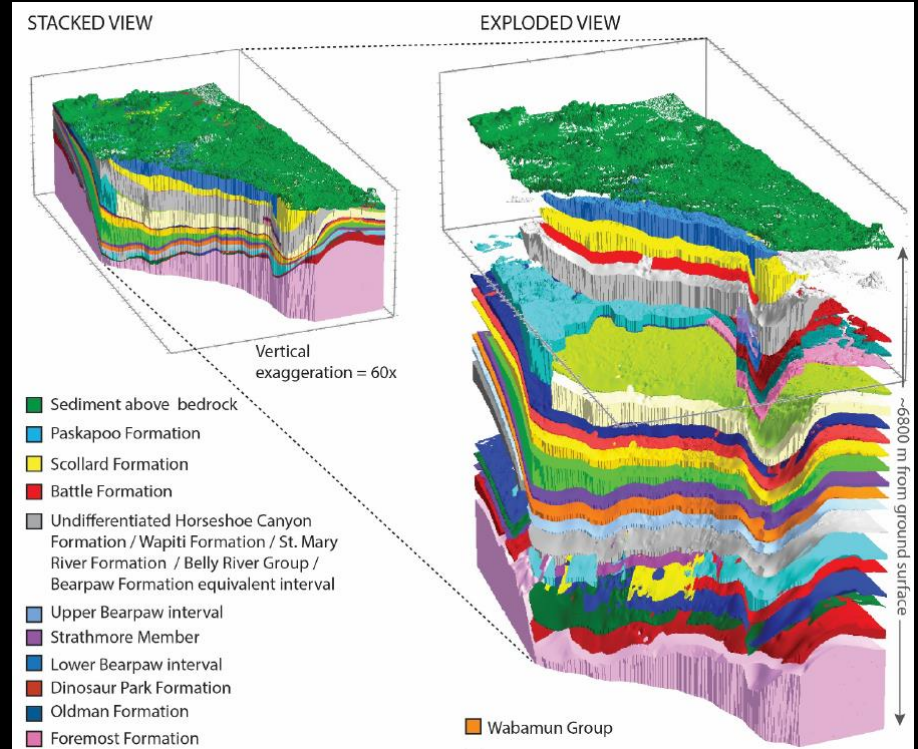 STACKED VIEW
EXPLODED VIEW
Vertical
exaggeration = 60x
Sediment above bedrock
Paskapoo Formation
Scollard Formation
Battle Formation
Undifferentiated Horseshoe Canyon
Formation / Wapiti Formation / St. Mary
River Formation / Belly River Group /
Bearpaw Formation equivalent interval
Upper Bearpaw interval
Strathmore Member
Lower Bearpaw interval
Dinosaur Park Formation
Oldman Formation
Foremost Formation
Wabamun Group
~6800 m from ground surface